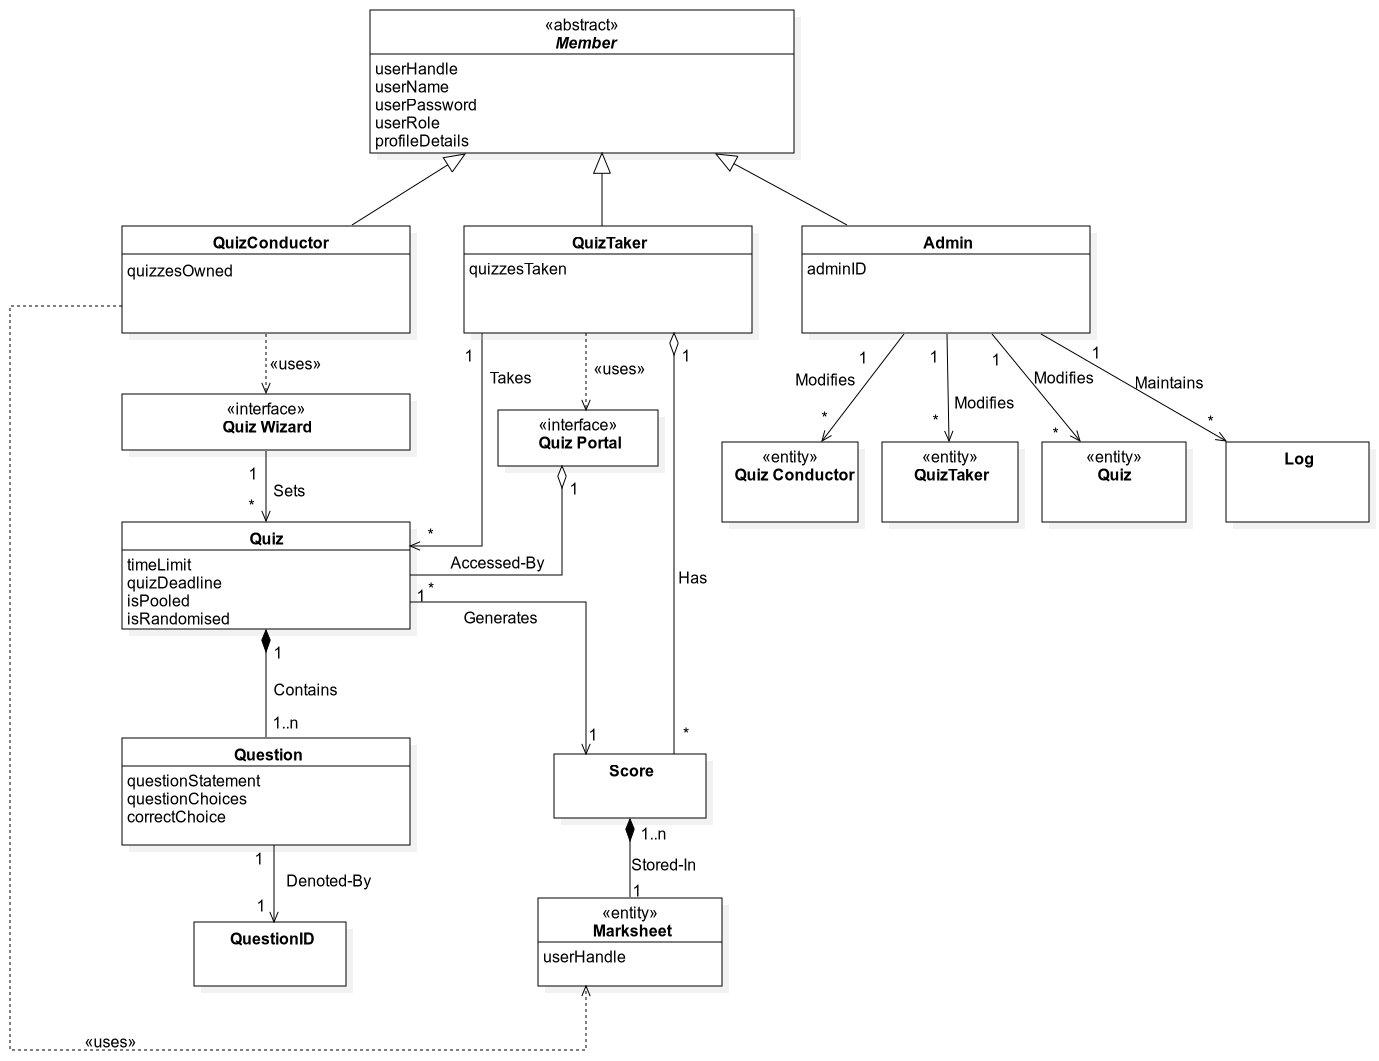 «abstract»
Member
userHandle
userName
userPassword
userRole
profileDetails
QuizConductor
quizzesOwned
QuizTaker
quizzesTaken
Admin
adminID
«uses»
1
Takes
«uses»
1
1
Modifies
*
1
Modifies
*
1
Modifies
*
1
Maintains
*
«interface»
Quiz Wizard
«interface»
Quiz Portal
«entity»
Quiz Conductor
«entity»
QuizTaker
«entity»
Quiz
Log
1
Sets
*
1
*
Accessed-By
*
Quiz
timeLimit
quizDeadline
isPooled
isRandomised
1
Generates
1
Has
*
1
Contains
1..n
Question
questionStatement
questionChoices
correctChoice
Score
1..n
Stored-In
1
1
Denoted-By
1
QuestionID
«entity»
Marksheet
userHandle
«uses»